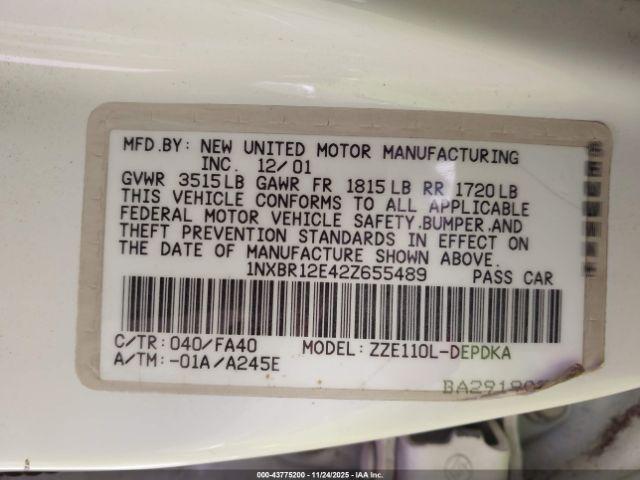 MFD.BY: NEW UNITED MOTOR MANUFACTURING
INC. 12/01
GVWR 3515LB GAWR FR 1815LB RR 1720LB
THIS VEHICLE CONFORMS TO ALL APPLICABLE
FEDERAL MOTOR VEHICLE SAFETY,BUMPER,AND
THEFT PREVENTION STANDARDS IN EFFECT ON
THE DATE OF MANUFACTURE SHOWN ABOVE.
1NXBR12E42Z655489 PASS CAR
C/TR: 040/FA40 MODEL: ZZE110L-DEPDKA
A/TM: -01A/A245E
000-43775200 - 11/24/2025 - IAA Inc.